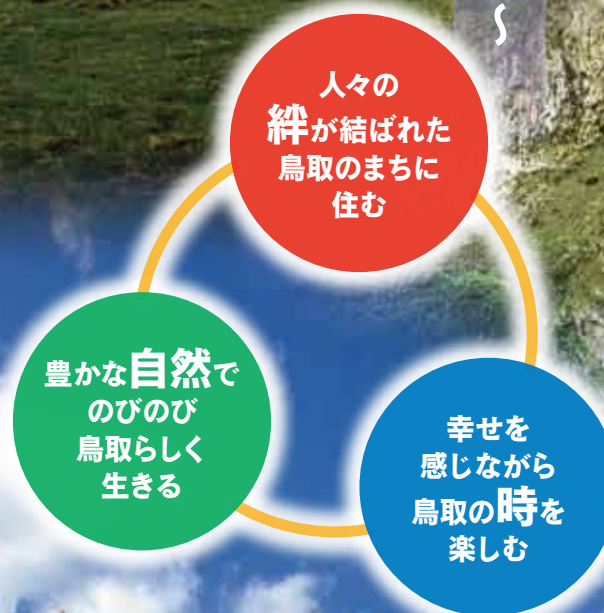 人々の
絆が結ばれた
鳥取のまちに
住む
豊かな自然で
のびのび
鳥取らしく
生きる
幸せを
感じながら
鳥取の時を
楽しむ